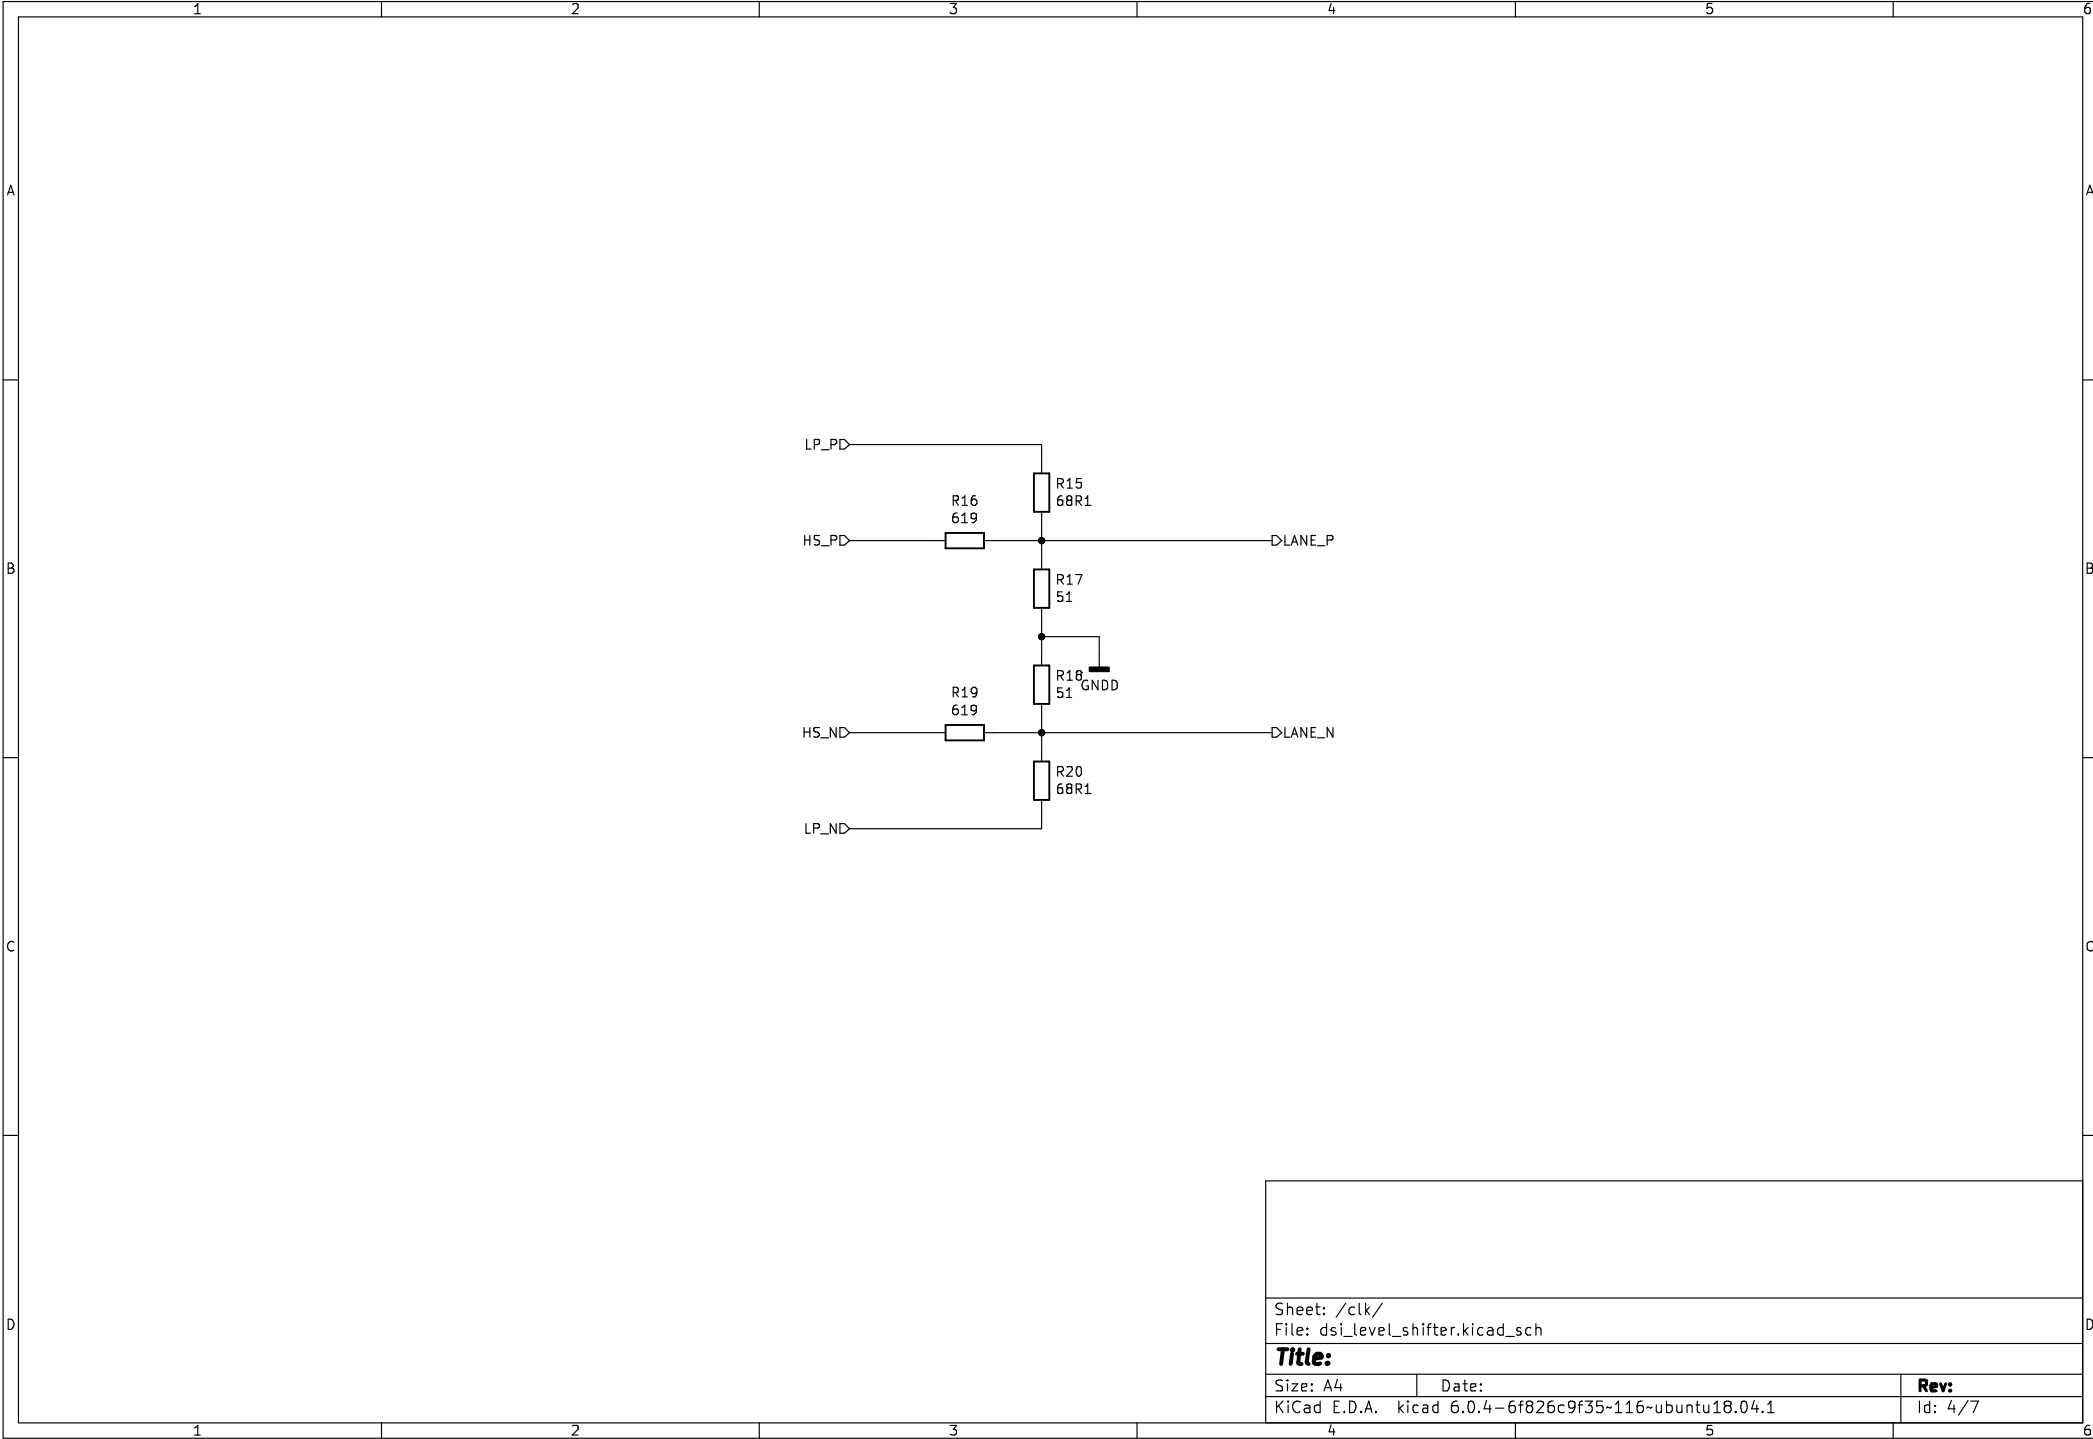 1 2 3 4 5 6
A A
LP_P
R15
68R1
R16
619
HS_P
LANE_P
B B
R17
51
R18
51
GNDD
R19
619
HS_N
LANE_N
R20
68R1
LP_N
C C
Sheet: /clk/
File: dsi_level_shifter.kicad_sch
D D
Title:
Size: A4 Date: Rev:
KiCad E.D.A. kicad 6.0.4-6f826c9f35~116~ubuntu18.04.1 Id: 4/7
1 2 3 4 5 6